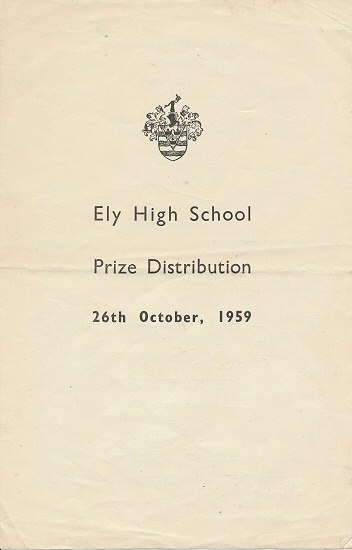 Ely High School
Prize Distribution
26th October, 1959